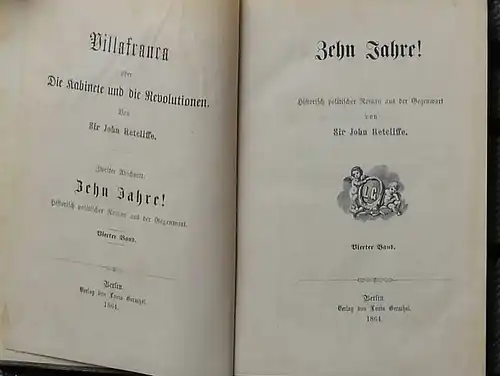 Villafranca
oder
Die Kabinete und die Revolutionen.
Von
Sir John Retcliffe.
Zweiter Abschnitt:
Zehn Jahre!
Historisch politischer Roman aus der Gegenwart.
Vierter Band.
Berlin.
Verlag von Louis Gerschel.
1864.
Zehn Jahre!
Historisch politischer Roman aus der Gegenwart
von
Sir John Retcliffe.
LG
Vierter Band.
Berlin.
Verlag von Louis Gerschel.
1864.